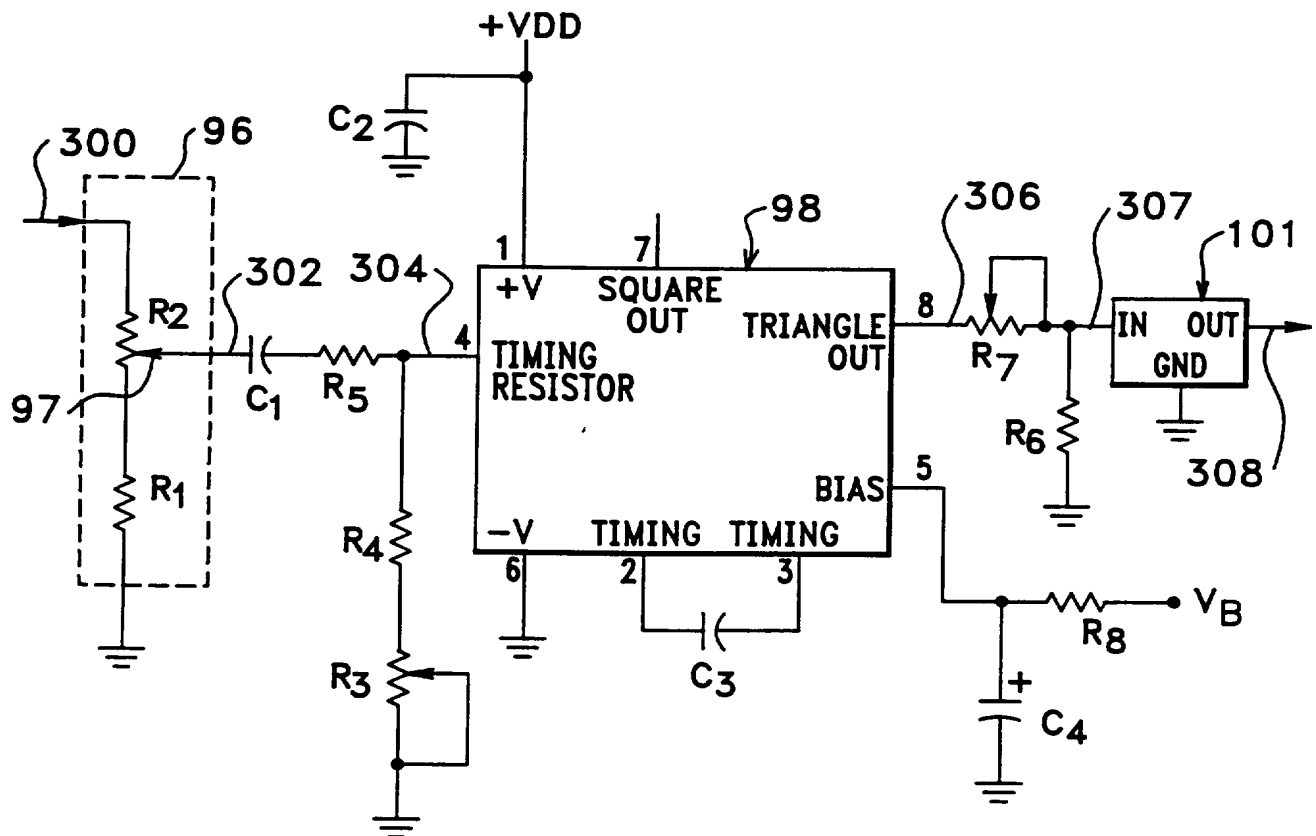 +VDD
C2
96
300
306
307
98
101
302
304
1
7
+V
SQUARE
OUT
8
TRIANGLE
OUT
IN OUT
GND
R2
4
TIMING
RESISTOR
R7
97
C1
R5
R6
308
R1
5
BIAS
R4
-V
TIMING TIMING
6
2
3
VB
R8
R3
C3
+
C4